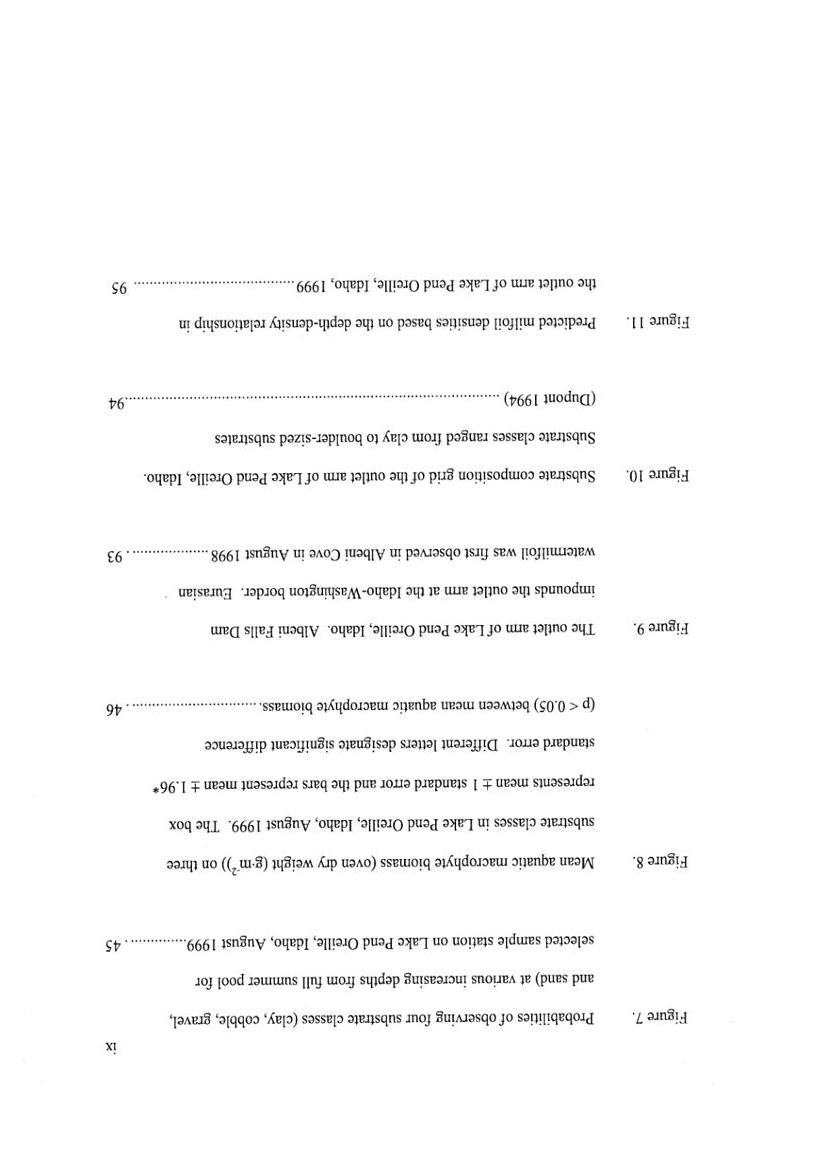 ix
Figure 7. Probabilities of observing four substrate classes (clay, cobble, gravel,
and sand) at various increasing depths from full summer pool for
selected sample station on Lake Pend Oreille, Idaho, August 1999.............. . 45
Figure 8. Mean aquatic macrophyte biomass (oven dry weight (g·m⁻²)) on three
substrate classes in Lake Pend Oreille, Idaho, August 1999. The box
represents mean ± 1 standard error and the bars represent mean ± 1.96*
standard error. Different letters designate significant difference
(p < 0.05) between mean aquatic macrophyte biomass. ............................... . 46
Figure 9. The outlet arm of Lake Pend Oreille, Idaho. Albeni Falls Dam
impounds the outlet arm at the Idaho-Washington border. Eurasian
watermilfoil was first observed in Albeni Cove in August 1998 ................... . 93
Figure 10. Substrate composition grid of the outlet arm of Lake Pend Oreille, Idaho.
Substrate classes ranged from clay to boulder-sized substrates
(Dupont 1994) .............................................................................................94
Figure 11. Predicted milfoil densities based on the depth-density relationship in
the outlet arm of Lake Pend Oreille, Idaho, 1999 ........................................ 95